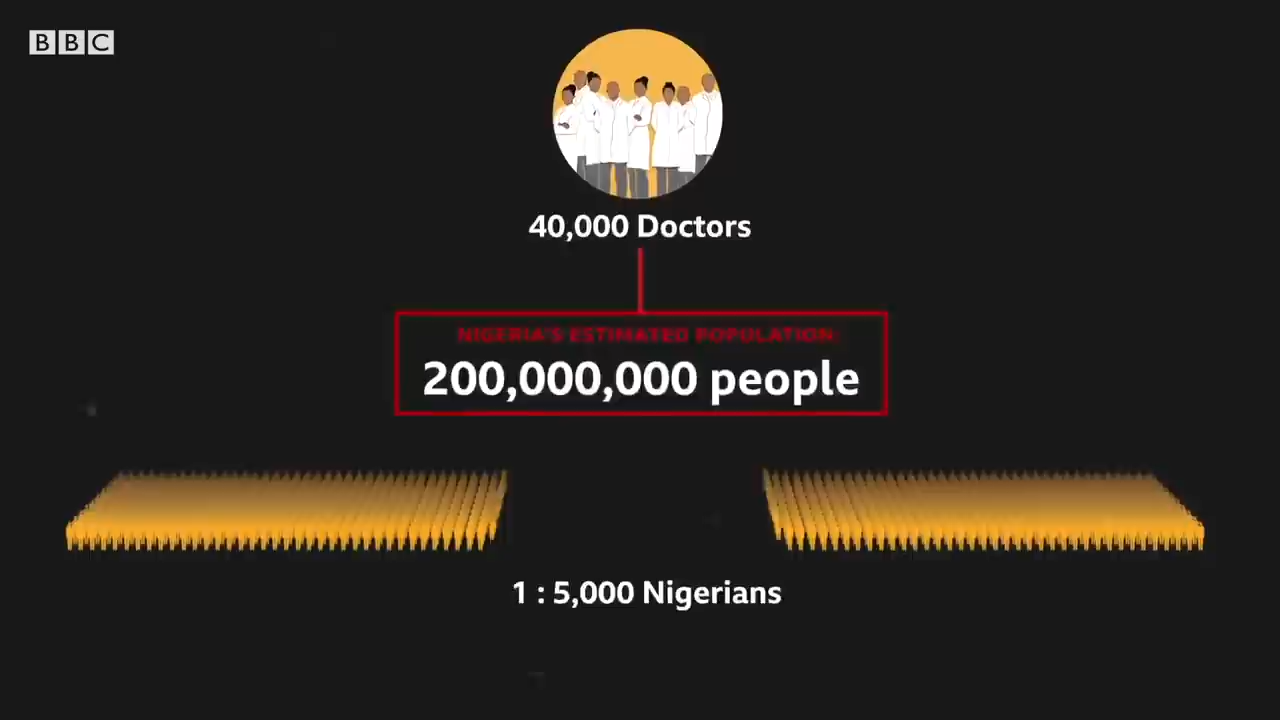 BBC
40,000 Doctors
NIGERIA'S ESTIMATED POPULATION
200,000,000 people
1 : 5,000 Nigerians